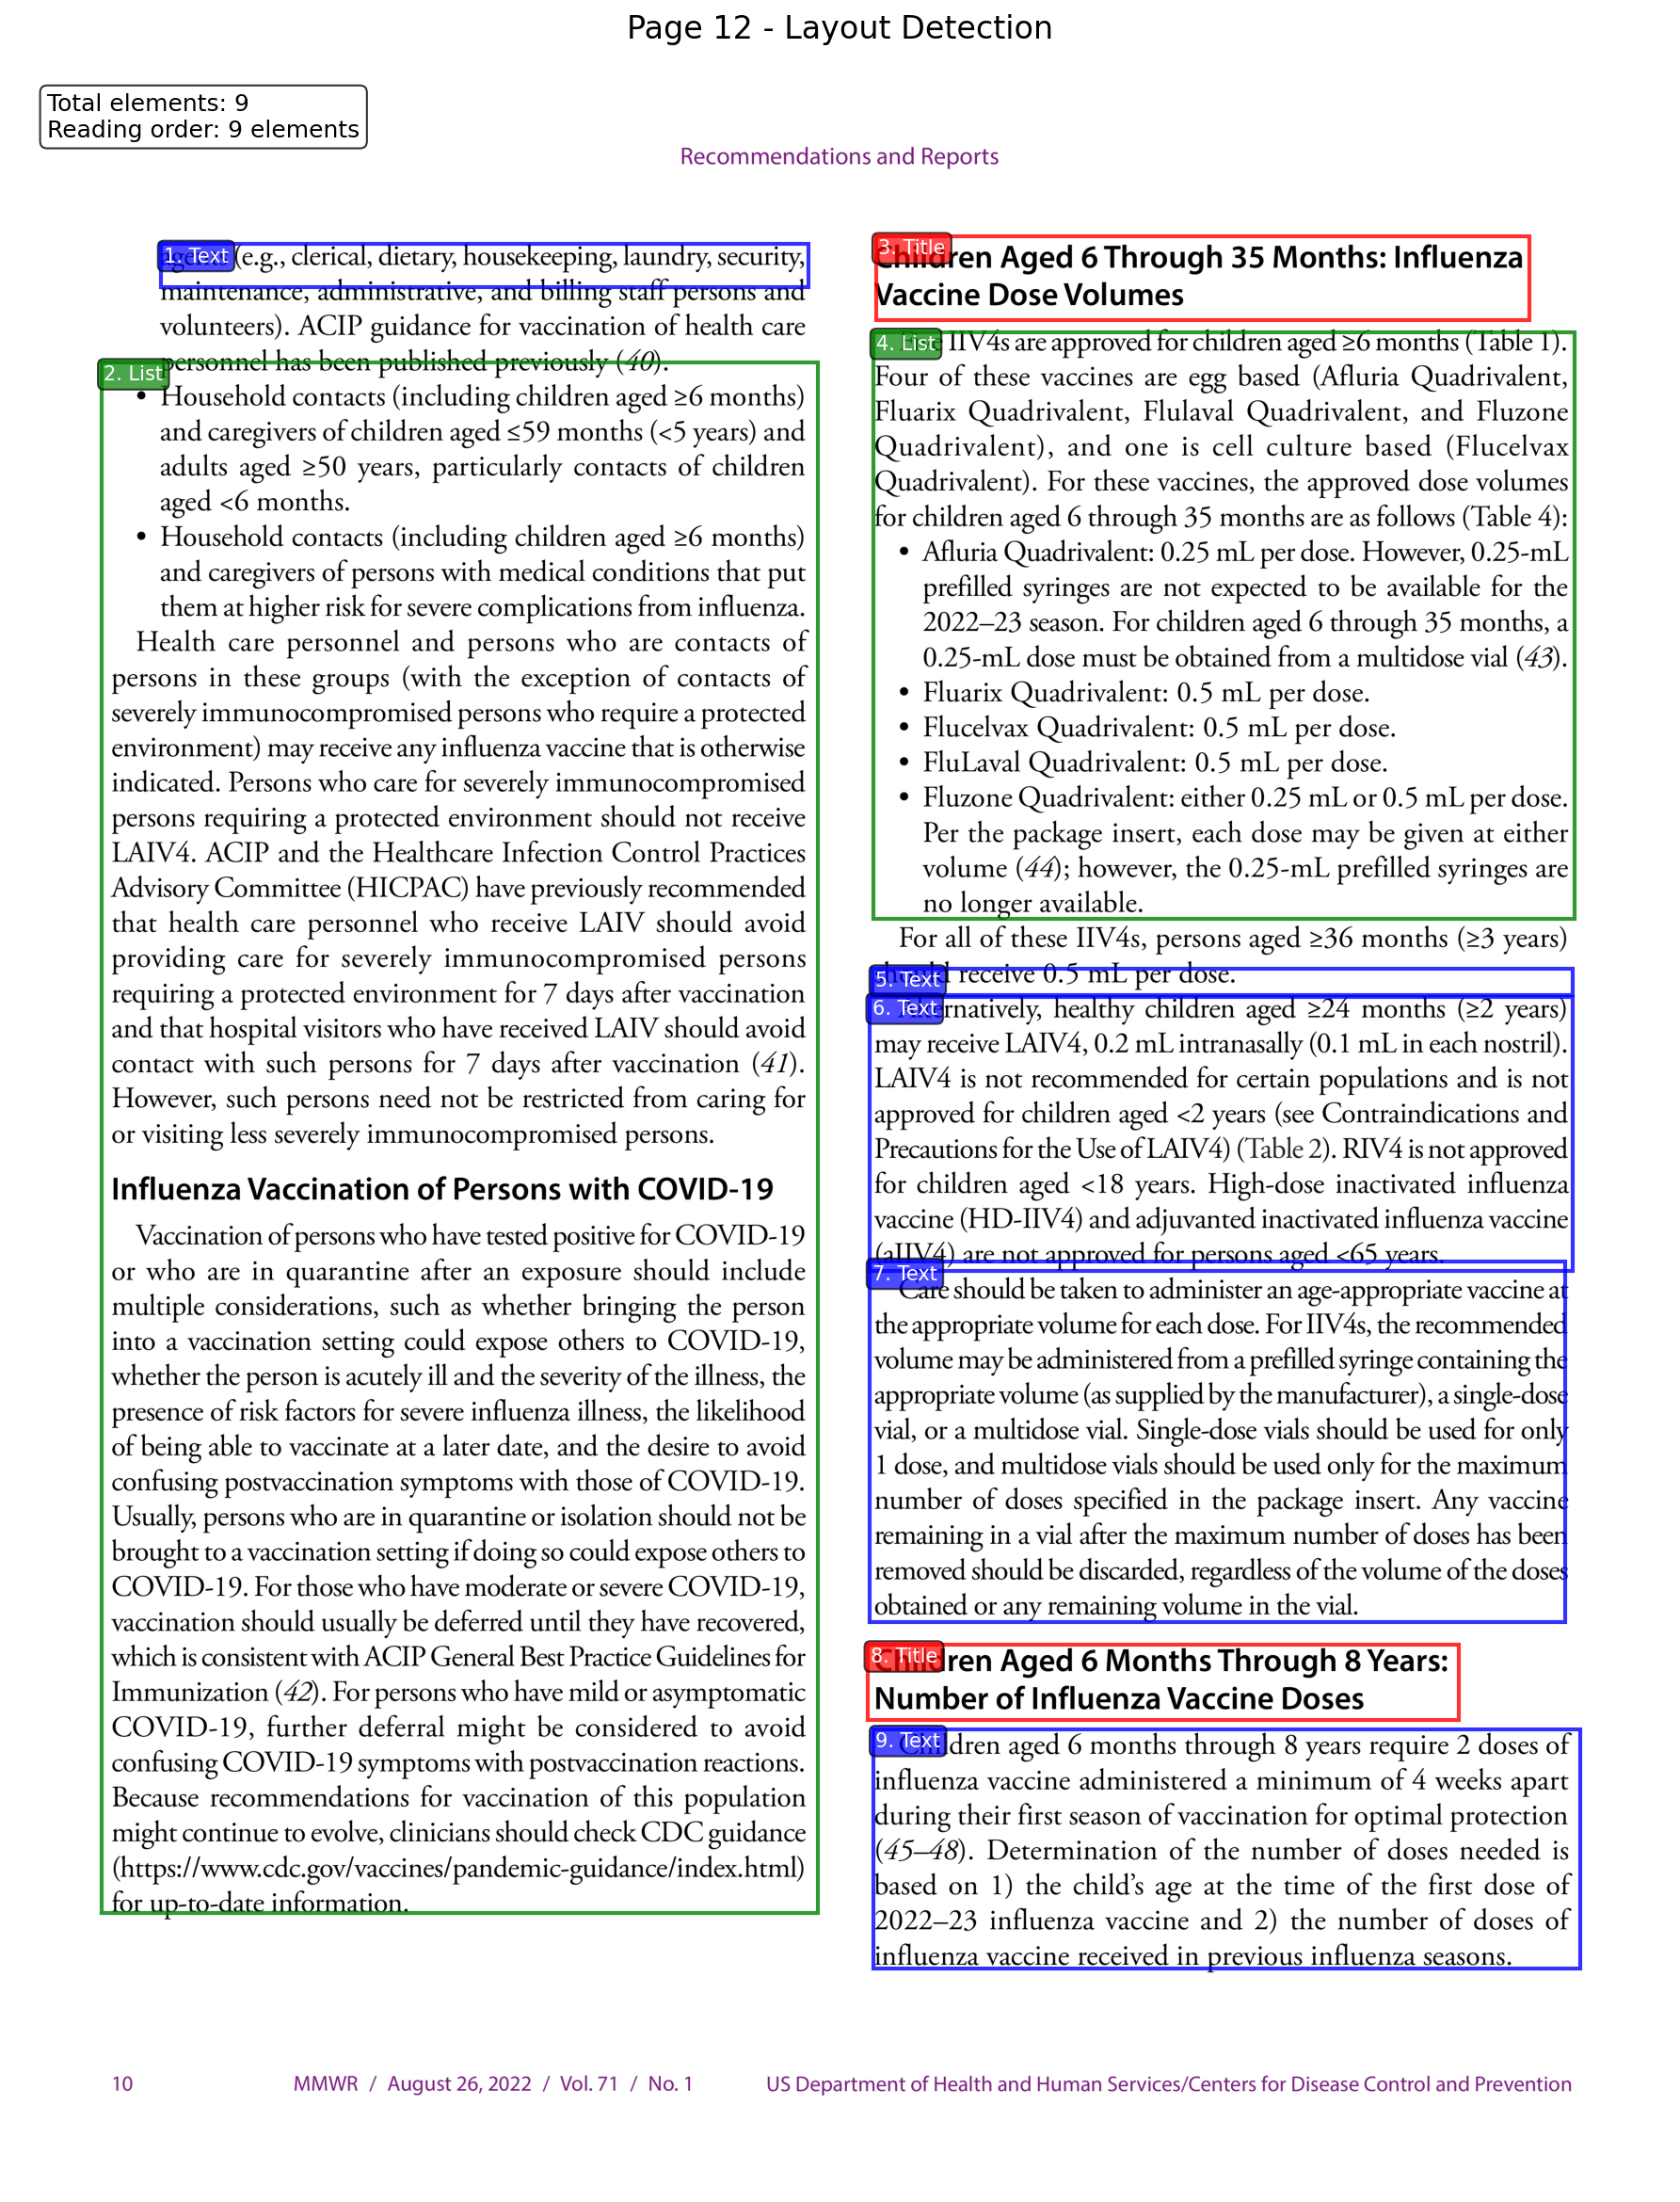 Page 12 - Layout Detection
Total elements: 9
Reading order: 9 elements
Recommendations and Reports
1. Text (e.g., clerical, dietary, housekeeping, laundry, security,
maintenance, administrative, and billing staff persons and
volunteers). ACIP guidance for vaccination of health care
personnel has been published previously (40).
2. List
• Household contacts (including children aged ≥6 months)
and caregivers of children aged ≤59 months (<5 years) and
adults aged ≥50 years, particularly contacts of children
aged <6 months.
• Household contacts (including children aged ≥6 months)
and caregivers of persons with medical conditions that put
them at higher risk for severe complications from influenza.
Health care personnel and persons who are contacts of
persons in these groups (with the exception of contacts of
severely immunocompromised persons who require a protected
environment) may receive any influenza vaccine that is otherwise
indicated. Persons who care for severely immunocompromised
persons requiring a protected environment should not receive
LAIV4. ACIP and the Healthcare Infection Control Practices
Advisory Committee (HICPAC) have previously recommended
that health care personnel who receive LAIV should avoid
providing care for severely immunocompromised persons
requiring a protected environment for 7 days after vaccination
and that hospital visitors who have received LAIV should avoid
contact with such persons for 7 days after vaccination (41).
However, such persons need not be restricted from caring for
or visiting less severely immunocompromised persons.
Influenza Vaccination of Persons with COVID-19
Vaccination of persons who have tested positive for COVID-19
or who are in quarantine after an exposure should include
multiple considerations, such as whether bringing the person
into a vaccination setting could expose others to COVID-19,
whether the person is acutely ill and the severity of the illness, the
presence of risk factors for severe influenza illness, the likelihood
of being able to vaccinate at a later date, and the desire to avoid
confusing postvaccination symptoms with those of COVID-19.
Usually, persons who are in quarantine or isolation should not be
brought to a vaccination setting if doing so could expose others to
COVID-19. For those who have moderate or severe COVID-19,
vaccination should usually be deferred until they have recovered,
which is consistent with ACIP General Best Practice Guidelines for
Immunization (42). For persons who have mild or asymptomatic
COVID-19, further deferral might be considered to avoid
confusing COVID-19 symptoms with postvaccination reactions.
Because recommendations for vaccination of this population
might continue to evolve, clinicians should check CDC guidance
(https://www.cdc.gov/vaccines/pandemic-guidance/index.html)
for up-to-date information.
3. Title
Children Aged 6 Through 35 Months: Influenza
Vaccine Dose Volumes
4. List
IIV4s are approved for children aged ≥6 months (Table 1).
Four of these vaccines are egg based (Afluria Quadrivalent,
Fluarix Quadrivalent, Flulaval Quadrivalent, and Fluzone
Quadrivalent), and one is cell culture based (Flucelvax
Quadrivalent). For these vaccines, the approved dose volumes
for children aged 6 through 35 months are as follows (Table 4):
• Afluria Quadrivalent: 0.25 mL per dose. However, 0.25-mL
prefilled syringes are not expected to be available for the
2022–23 season. For children aged 6 through 35 months, a
0.25-mL dose must be obtained from a multidose vial (43).
• Fluarix Quadrivalent: 0.5 mL per dose.
• Flucelvax Quadrivalent: 0.5 mL per dose.
• FluLaval Quadrivalent: 0.5 mL per dose.
• Fluzone Quadrivalent: either 0.25 mL or 0.5 mL per dose.
Per the package insert, each dose may be given at either
volume (44); however, the 0.25-mL prefilled syringes are
no longer available.
For all of these IIV4s, persons aged ≥36 months (≥3 years)
5. Text
should receive 0.5 mL per dose.
6. Text
Alternatively, healthy children aged ≥24 months (≥2 years)
may receive LAIV4, 0.2 mL intranasally (0.1 mL in each nostril).
LAIV4 is not recommended for certain populations and is not
approved for children aged <2 years (see Contraindications and
Precautions for the Use of LAIV4) (Table 2). RIV4 is not approved
for children aged <18 years. High-dose inactivated influenza
vaccine (HD-IIV4) and adjuvanted inactivated influenza vaccine
(aIIV4) are not approved for persons aged <65 years.
7. Text
Care should be taken to administer an age-appropriate vaccine at
the appropriate volume for each dose. For IIV4s, the recommended
volume may be administered from a prefilled syringe containing the
appropriate volume (as supplied by the manufacturer), a single-dose
vial, or a multidose vial. Single-dose vials should be used for only
1 dose, and multidose vials should be used only for the maximum
number of doses specified in the package insert. Any vaccine
remaining in a vial after the maximum number of doses has been
removed should be discarded, regardless of the volume of the doses
obtained or any remaining volume in the vial.
8. Title
Children Aged 6 Months Through 8 Years:
Number of Influenza Vaccine Doses
9. Text
Children aged 6 months through 8 years require 2 doses of
influenza vaccine administered a minimum of 4 weeks apart
during their first season of vaccination for optimal protection
(45–48). Determination of the number of doses needed is
based on 1) the child's age at the time of the first dose of
2022–23 influenza vaccine and 2) the number of doses of
influenza vaccine received in previous influenza seasons.
10 MMWR / August 26, 2022 / Vol. 71 / No. 1 US Department of Health and Human Services/Centers for Disease Control and Prevention